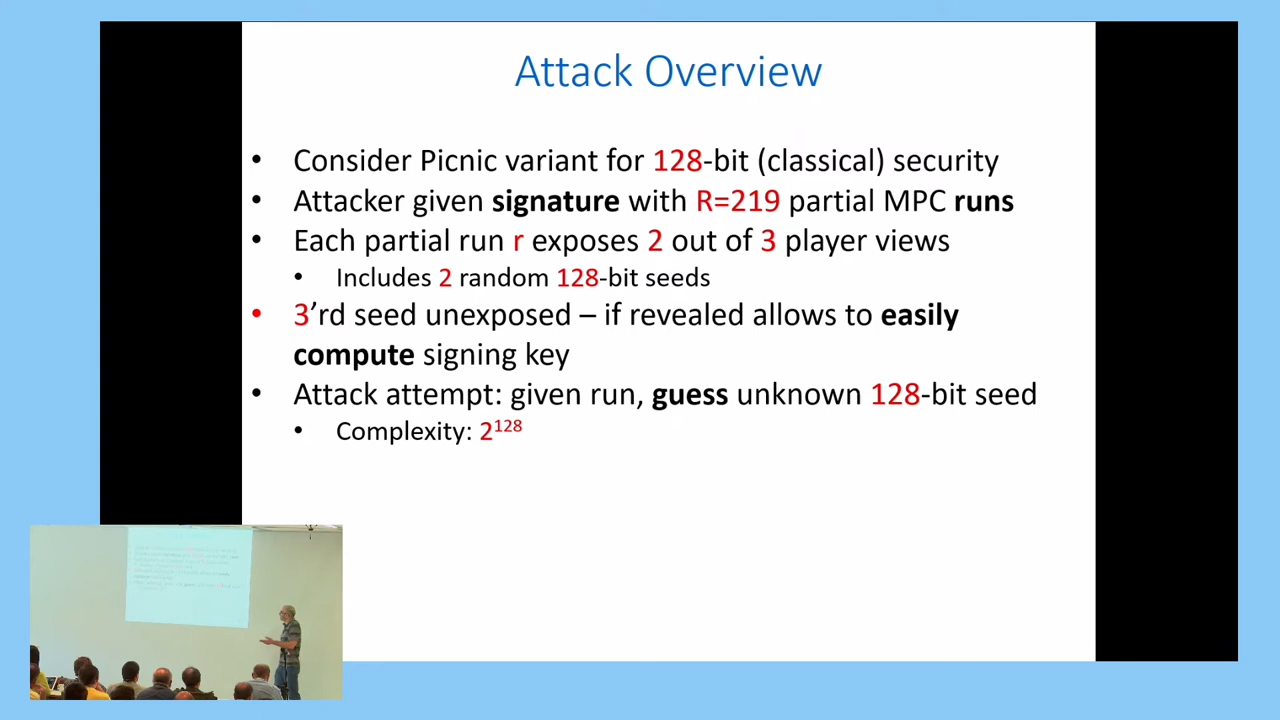 Attack Overview
• Consider Picnic variant for 128-bit (classical) security
• Attacker given signature with R=219 partial MPC runs
• Each partial run r exposes 2 out of 3 player views
• Includes 2 random 128-bit seeds
• 3’rd seed unexposed – if revealed allows to easily
compute signing key
• Attack attempt: given run, guess unknown 128-bit seed
• Complexity: 2¹²⁸